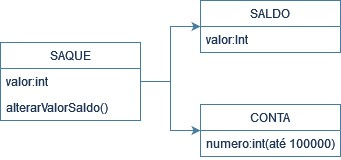 SALDO
valor:Int
SAQUE
valor:int
alterarValorSaldo()
CONTA
numero:int(até 100000)